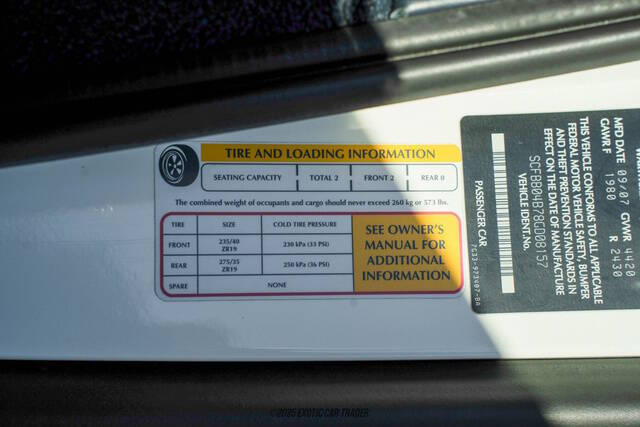 TIRE AND LOADING INFORMATION
SEATING CAPACITY TOTAL 2 FRONT 2 REAR 0
The combined weight of occupants and cargo should never exceed 260 kg or 573 lbs.
TIRE SIZE COLD TIRE PRESSURE
FRONT 235/40 ZR19 230 kPa (33 PSI)
REAR 275/35 ZR19 250 kPa (36 PSI)
SPARE NONE
SEE OWNER'S
MANUAL FOR
ADDITIONAL
INFORMATION
MFD DATE 09/07
GAWR F 1980 R 2430
THIS VEHICLE CONFORMS TO ALL APPLICABLE
FEDERAL MOTOR VEHICLE SAFETY, BUMPER
AND THEFT PREVENTION STANDARDS IN
EFFECT ON THE DATE OF MANUFACTURE
SCFBB04B78GD08157
VEHICLE IDENT.No.
PASSENGER CAR
©2025 EXOTIC CAR TRADER